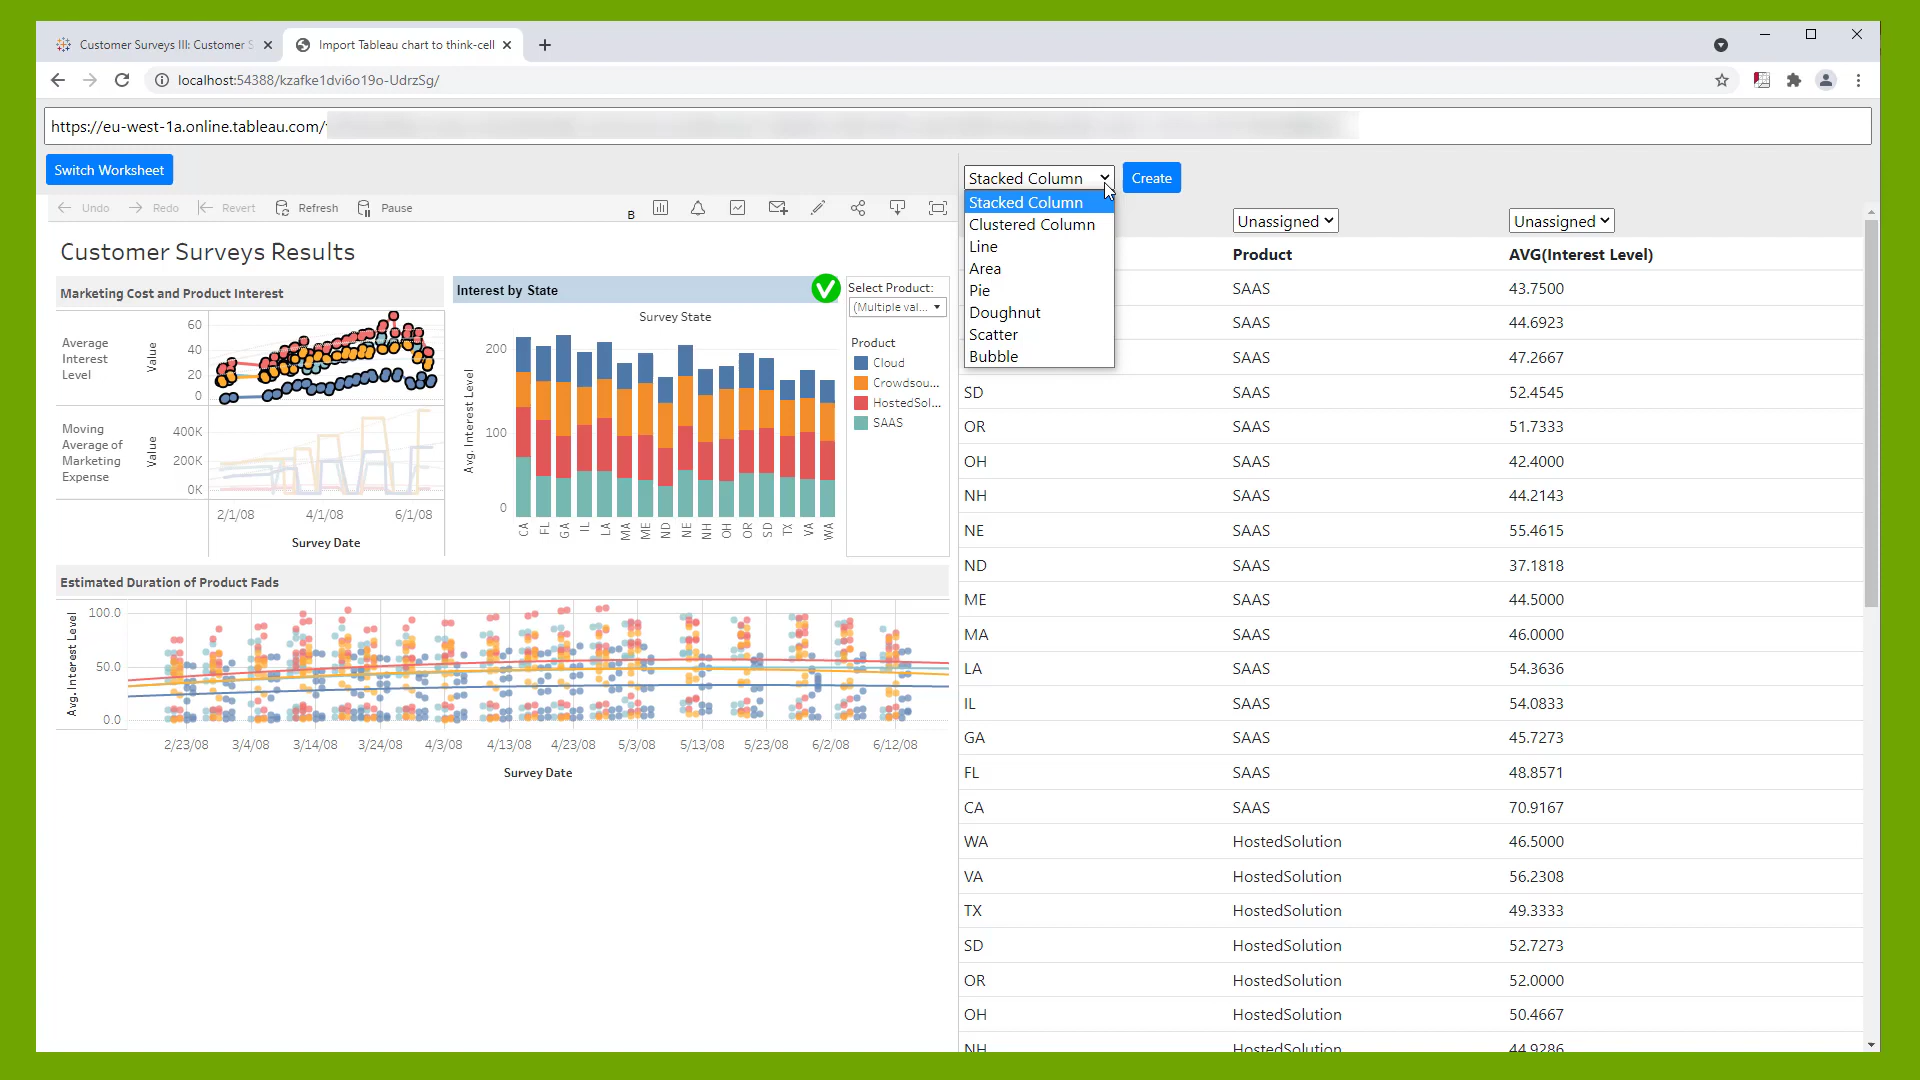 Customer Surveys III: Customer S
Import Tableau chart to think-cell
localhost:54388/kzafke1dvi6o19o-UdrzSg/
https://eu-west-1a.online.tableau.com/
Switch Worksheet
Stacked Column
Create
Undo
Redo
Revert
Refresh
Pause
B
Stacked Column
Clustered Column
Line
Area
Pie
Doughnut
Scatter
Bubble
Unassigned
Unassigned
Customer Surveys Results
Marketing Cost and Product Interest
Average
Interest
Level
Value
60
40
20
0
Moving
Average of
Marketing
Expense
Value
400K
200K
0K
2/1/08 4/1/08 6/1/08
Survey Date
Interest by State
Survey State
Avg. Interest Level
200
100
0
CA FL GA IL LA MA ME ND NE NH OH OR SD TX VA WA
Select Product:
(Multiple val...
Product
Cloud
Crowdsou...
HostedSol...
SAAS
Estimated Duration of Product Fads
Avg.Interest Level
100.0
50.0
0.0
2/23/08 3/4/08 3/14/08 3/24/08 4/3/08 4/13/08 4/23/08 5/3/08 5/13/08 5/23/08 6/2/08 6/12/08
Survey Date
Product AVG(Interest Level)
SAAS 43.7500
SAAS 44.6923
SAAS 47.2667
SD SAAS 52.4545
OR SAAS 51.7333
OH SAAS 42.4000
NH SAAS 44.2143
NE SAAS 55.4615
ND SAAS 37.1818
ME SAAS 44.5000
MA SAAS 46.0000
LA SAAS 54.3636
IL SAAS 54.0833
GA SAAS 45.7273
FL SAAS 48.8571
CA SAAS 70.9167
WA HostedSolution 46.5000
VA HostedSolution 56.2308
TX HostedSolution 49.3333
SD HostedSolution 52.7273
OR HostedSolution 52.0000
OH HostedSolution 50.4667
NH HostedSolution 44.9286